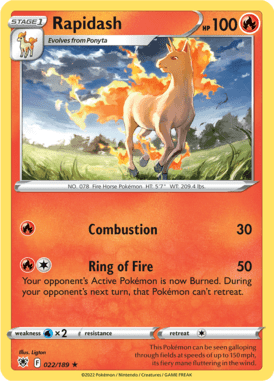 STAGE 1
Rapidash
HP 100
Evolves from Ponyta
NO. 078. Fire Horse Pokémon. HT: 5'7" WT: 209.4 lbs.
Combustion 30
Ring of Fire 50
Your opponent's Active Pokémon is now Burned. During
your opponent's next turn, that Pokémon can't retreat.
weakness ×2 resistance retreat
Illus. Ligton
F 022/189 ★
This Pokémon can be seen galloping
through fields at speeds of up to 150 mph,
its fiery mane fluttering in the wind.
©2022 Pokémon / Nintendo / Creatures / GAME FREAK